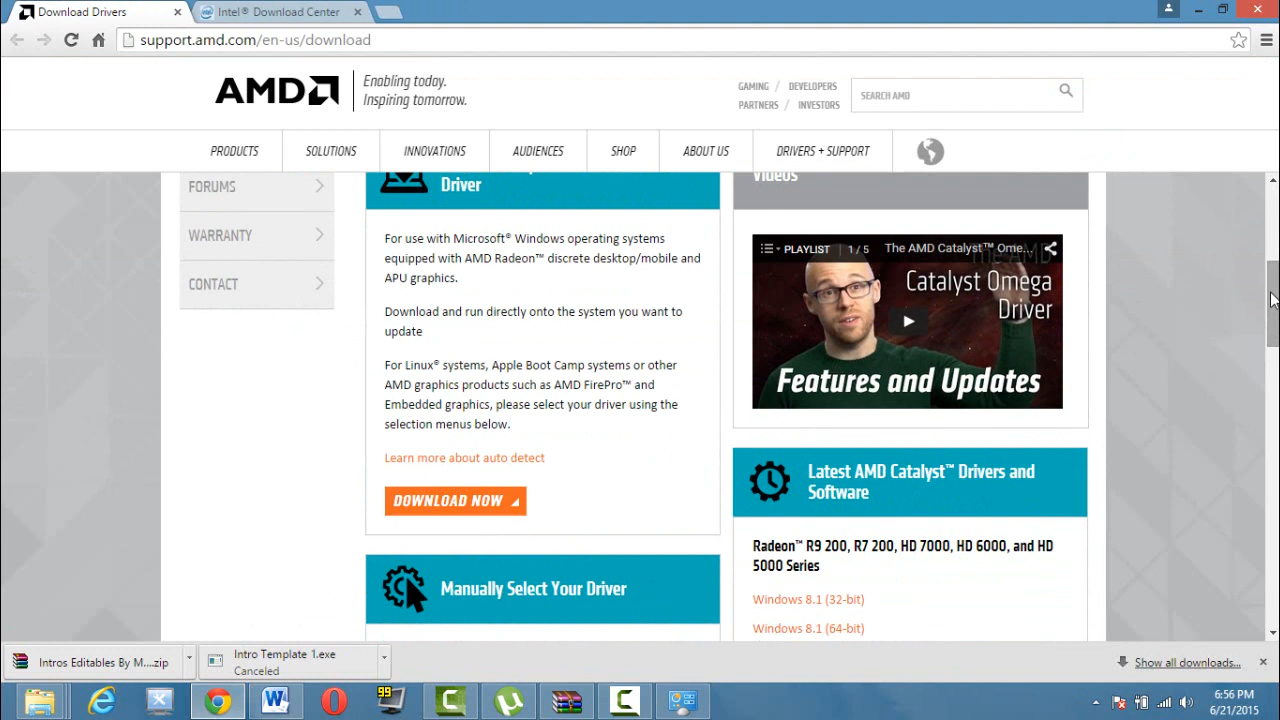 Download Drivers
Intel® Download Center
support.amd.com/en-us/download
AMD
Enabling today.
Inspiring tomorrow.
GAMING / DEVELOPERS
PARTNERS / INVESTORS
SEARCH AMD
PRODUCTS
SOLUTIONS
INNOVATIONS
AUDIENCES
SHOP
ABOUT US
DRIVERS + SUPPORT
FORUMS
WARRANTY
CONTACT
Driver
For use with Microsoft® Windows operating systems
equipped with AMD Radeon™ discrete desktop/mobile and
APU graphics.
Download and run directly onto the system you want to
update
For Linux® systems, Apple Boot Camp systems or other
AMD graphics products such as AMD FirePro™ and
Embedded graphics, please select your driver using the
selection menus below.
Learn more about auto detect
DOWNLOAD NOW
Manually Select Your Driver
Videos
PLAYLIST 1 / 5 The AMD Catalyst™ Ome...
The AMD
Catalyst Omega
Driver
Features and Updates
Latest AMD Catalyst™ Drivers and
Software
Radeon™ R9 200, R7 200, HD 7000, HD 6000, and HD
5000 Series
Windows 8.1 (32-bit)
Windows 8.1 (64-bit)
Intros Editables By M....zip
Intro Template 1.exe
Canceled
Show all downloads...
99
6:56 PM
6/21/2015